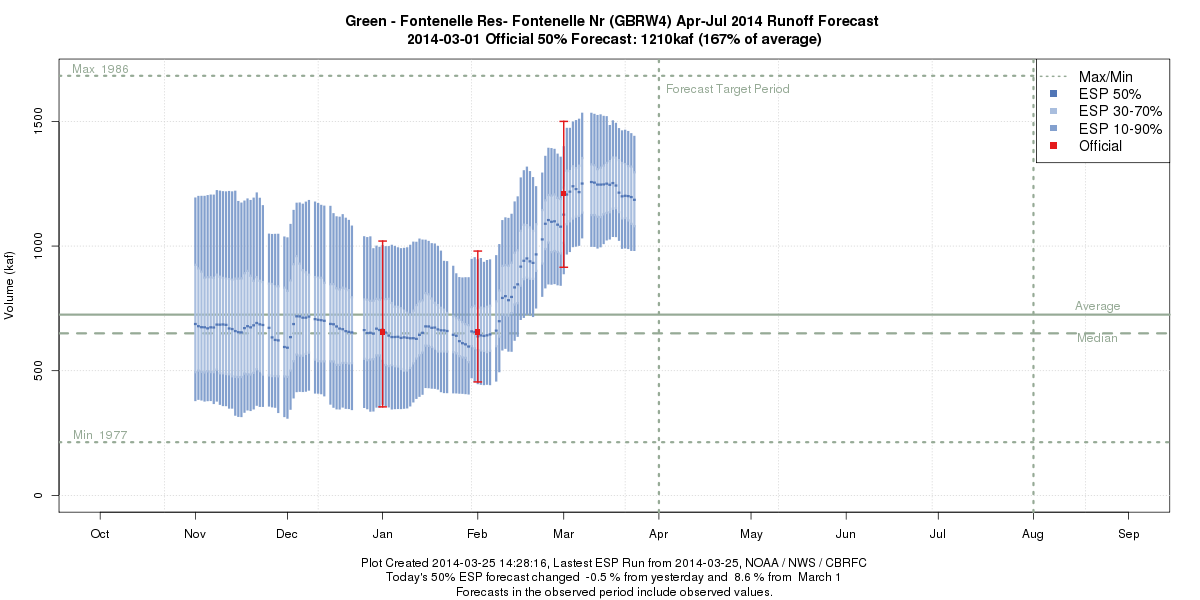 Green - Fontenelle Res- Fontenelle Nr (GBRW4) Apr-Jul 2014 Runoff Forecast
2014-03-01 Official 50% Forecast: 1210kaf (167% of average)
Max 1986
Forecast Target Period
Max/Min
ESP 50%
ESP 30-70%
ESP 10-90%
Official
Average
Median
Min 1977
Volume (kaf)
1500
1000
500
0
Oct Nov Dec Jan Feb Mar Apr May Jun Jul Aug Sep
Plot Created 2014-03-25 14:28:16, Lastest ESP Run from 2014-03-25, NOAA / NWS / CBRFC
Today's 50% ESP forecast changed -0.5 % from yesterday and 8.6 % from March 1
Forecasts in the observed period include observed values.